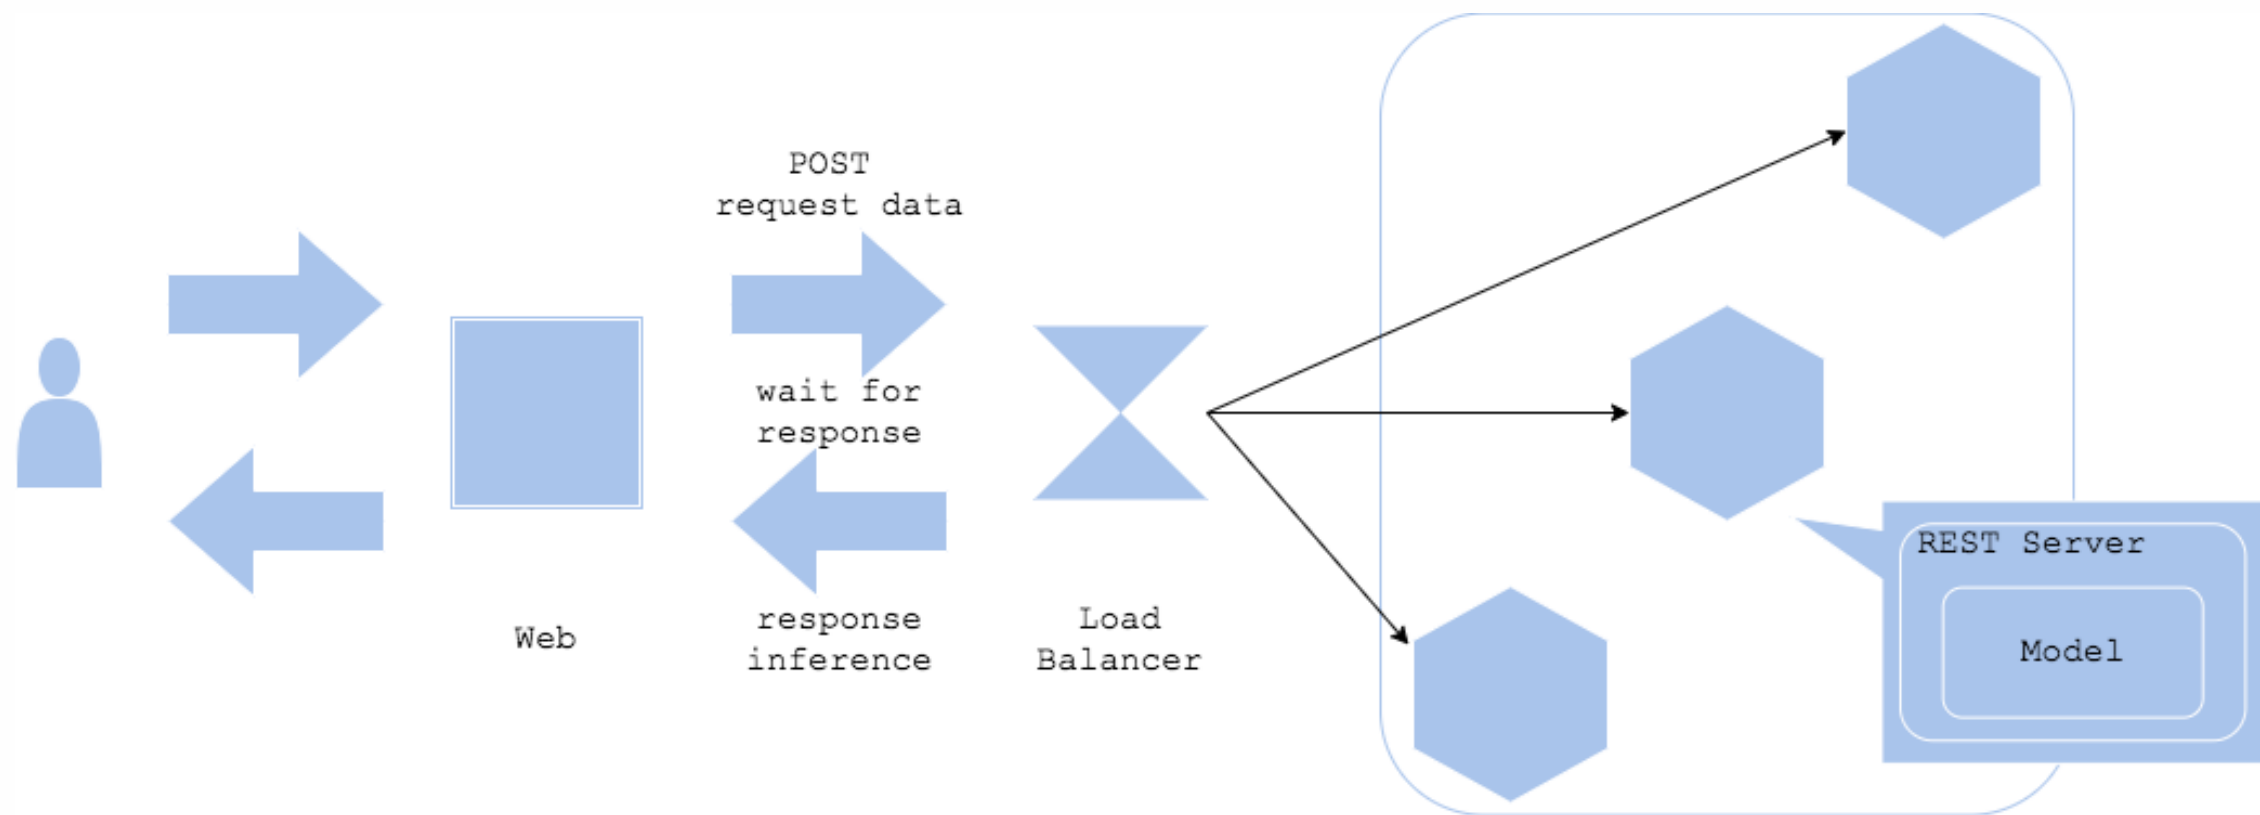 POST
request data
wait for
response
response
inference
Web
Load
Balancer
REST Server
Model